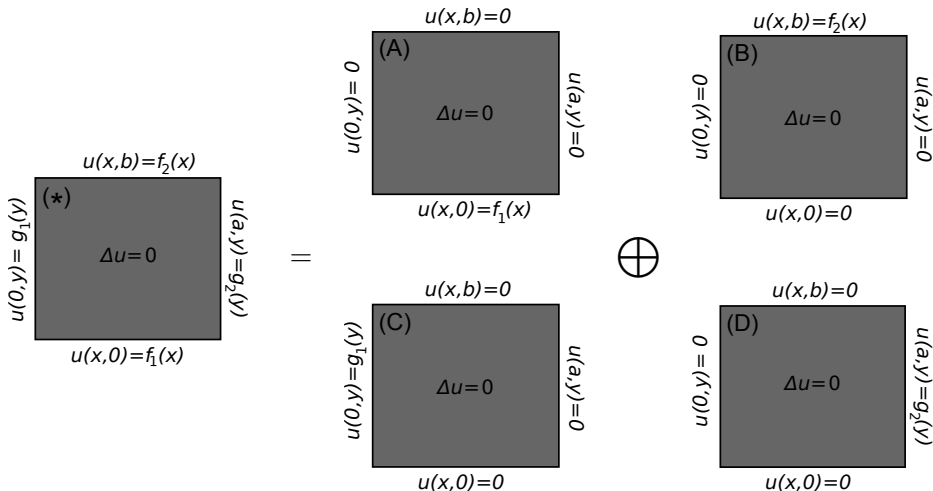 u(x,b)=0
(A)
u(0,y)= 0
Δu=0
u(a,y)=0
u(x,0)=f₁(x)
u(x,b)=f₂(x)
(B)
u(0,y)=0
Δu=0
u(a,y)=0
u(x,0)=0
u(x,b)=f₂(x)
(*)
u(0,y)= g₁(y)
Δu=0
u(a,y)=g₂(y)
u(x,0)=f₁(x)
=
⊕
u(x,b)=0
(C)
u(0,y)=g₁(y)
Δu=0
u(a,y)=0
u(x,0)=0
u(x,b)=0
(D)
u(0,y)= 0
Δu=0
u(a,y)=g₂(y)
u(x,0)=0